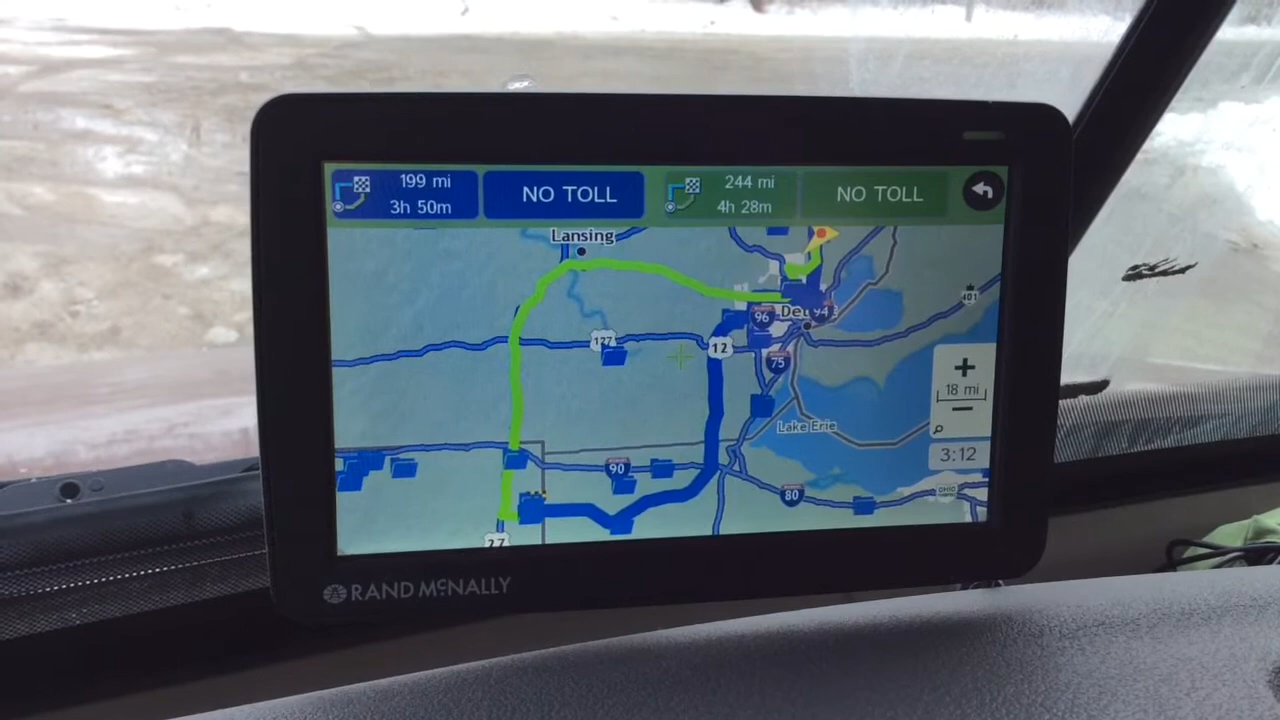 199 mi
3h 50m
NO TOLL
244 mi
4h 28m
NO TOLL
Lansing
401
96
94
127
12
75
18 mi
Lake Erie
3:12
90
80
OHIO
27
RAND McNALLY